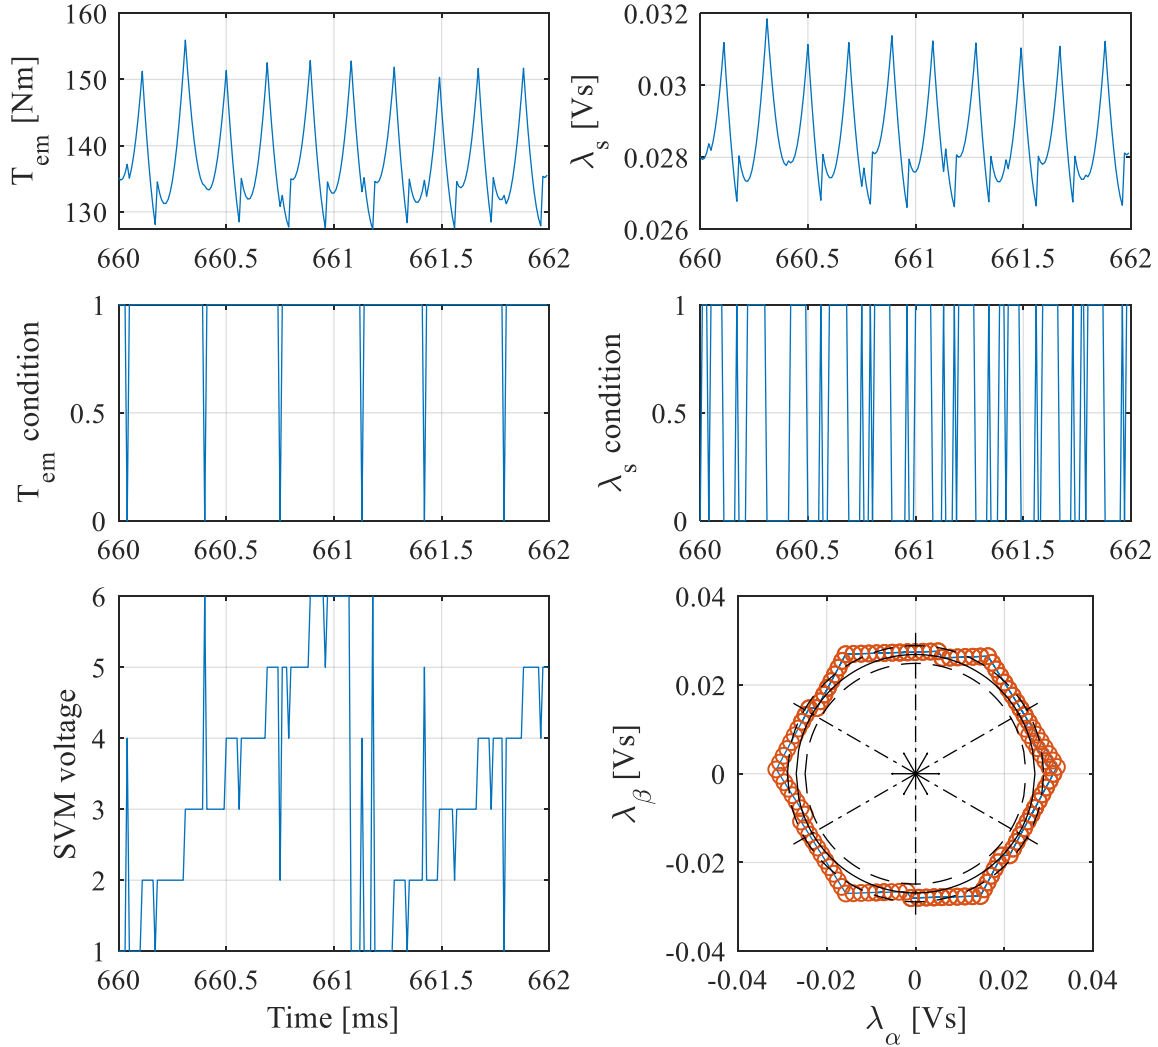 160
150
140
130
T_em [Nm]
660 660.5 661 661.5 662
0.032
0.03
0.028
0.026
λ_s [Vs]
660 660.5 661 661.5 662
1
0.5
0
T_em condition
660 660.5 661 661.5 662
1
0.5
0
λ_s condition
660 660.5 661 661.5 662
6
5
4
3
2
1
SVM voltage
660 660.5 661 661.5 662
Time [ms]
0.04
0.02
0
-0.02
-0.04
λ_β [Vs]
-0.04 -0.02 0 0.02 0.04
λ_α [Vs]